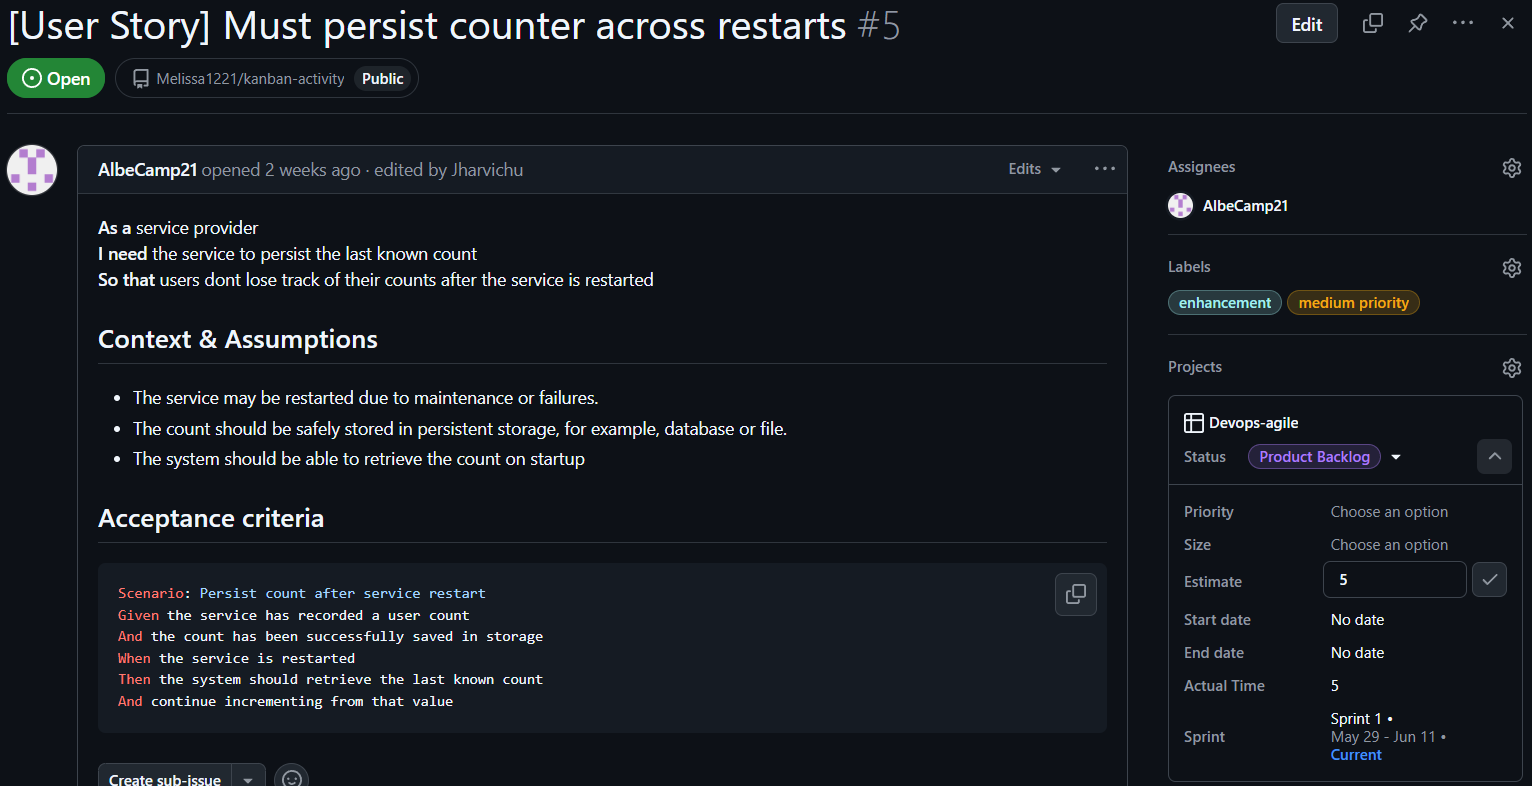 [User Story] Must persist counter across restarts #5
Edit
Open
Melissa1221/kanban-activity
Public
AlbeCamp21 opened 2 weeks ago · edited by Jharvichu
Edits
As a service provider
I need the service to persist the last known count
So that users dont lose track of their counts after the service is restarted
Context & Assumptions
• The service may be restarted due to maintenance or failures.
• The count should be safely stored in persistent storage, for example, database or file.
• The system should be able to retrieve the count on startup
Acceptance criteria
Scenario: Persist count after service restart
Given the service has recorded a user count
And the count has been successfully saved in storage
When the service is restarted
Then the system should retrieve the last known count
And continue incrementing from that value
Create sub-issue
Assignees
AlbeCamp21
Labels
enhancement
medium priority
Projects
Devops-agile
Status Product Backlog
Priority Choose an option
Size Choose an option
Estimate 5
Start date No date
End date No date
Actual Time 5
Sprint Sprint 1 •
May 29 - Jun 11 •
Current